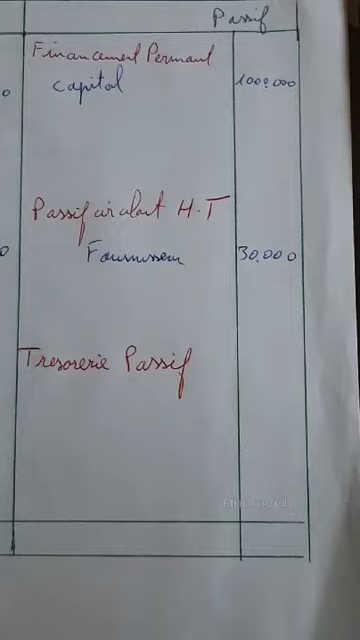 Passif
Financement Permanent
capital 1000.000
Passif circulant H.T
Fournisseur 30.000
Tresorerie Passif